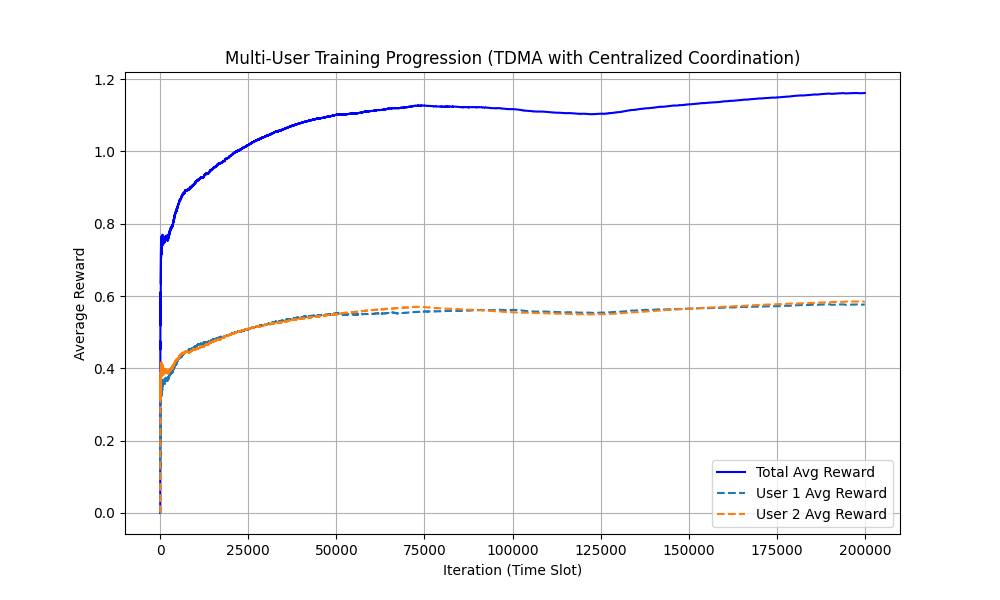 Multi-User Training Progression (TDMA with Centralized Coordination)
1.2
1.0
0.8
0.6
0.4
0.2
0.0
Average Reward
Total Avg Reward
User 1 Avg Reward
User 2 Avg Reward
0 25000 50000 75000 100000 125000 150000 175000 200000
Iteration (Time Slot)